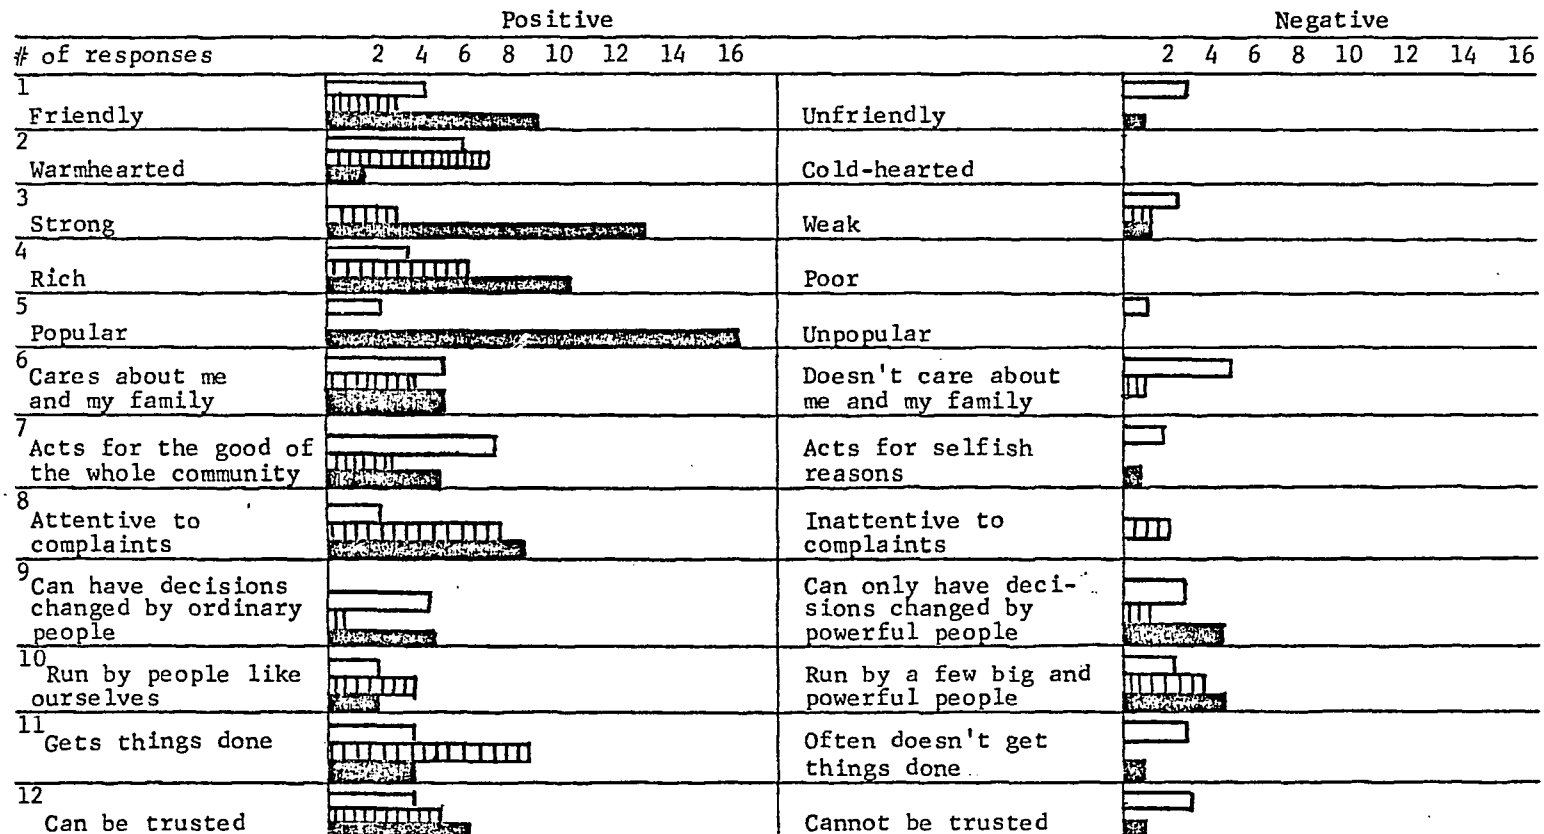 Positive Negative
# of responses 2 4 6 8 10 12 14 16 2 4 6 8 10 12 14 16
1
Friendly Unfriendly
2
Warmhearted Cold-hearted
3
Strong Weak
4
Rich Poor
5
Popular Unpopular
6
Cares about me Doesn't care about
and my family me and my family
7
Acts for the good of Acts for selfish
the whole community reasons
8
Attentive to Inattentive to
complaints complaints
9
Can have decisions Can only have deci-
changed by ordinary sions changed by
people powerful people
10
Run by people like Run by a few big and
ourselves powerful people
11
Gets things done Often doesn't get
things done
12
Can be trusted Cannot be trusted